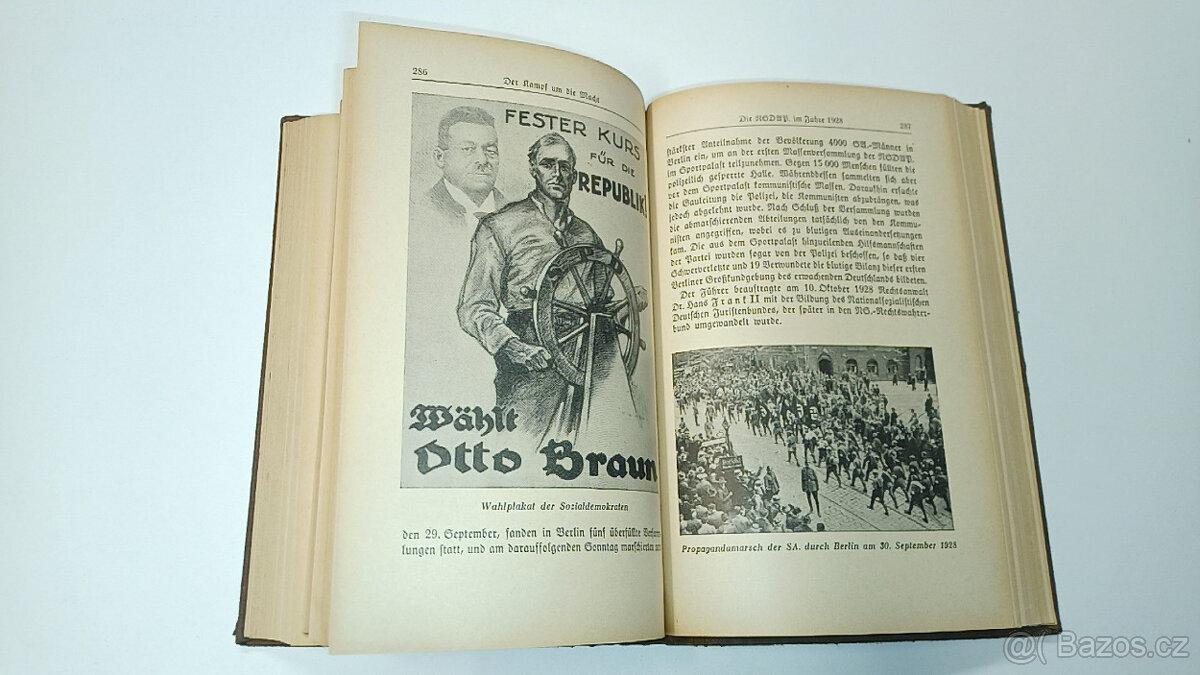 286
Der Kampf um die Macht
FESTER KURS
FÜR DIE
REPUBLIK!
Wählt
Otto Braun
Wahlplakat der Sozialdemokraten
den 29. September, fanden in Berlin fünf überfüllte
lungen statt, und am darauffolgenden Sonntag marschierten
Die NSDAP. im Jahre 1928
287
stärkster Anteilnahme der Bevölkerung 4000 SA.-Männer in
Berlin ein, um an der ersten Massenversammlung der NSDAP.
im Sportpalast teilzunehmen. Gegen 15 000 Menschen füllten die
polizeilich gesperrte Halle. Währenddessen sammelten sich aber
vor dem Sportpalast kommunistische Massen. Daraufhin ersuchte
die Gauleitung die Polizei, die Kommunisten abzudrängen, was
jedoch abgelehnt wurde. Nach Schluß der Versammlung wurden
die abmarschierenden Abteilungen tatsächlich von den Kommu-
nisten angegriffen, wobei es zu blutigen Auseinandersetzungen
kam. Die aus dem Sportpalast hinzueilenden Hilfsmannschaften
der Partei wurden sogar von der Polizei beschossen, so daß vier
Schwerverletzte und 19 Verwundete die blutige Bilanz dieser ersten
Berliner Großkundgebung des erwachenden Deutschlands bildeten.
Der Führer beauftragte am 10. Oktober 1928 Rechtsanwalt
Dr. Hans Frank II mit der Bildung des Nationalsozialistischen
Deutschen Juristenbundes, der später in den NS.-Rechtswahrer-
bund umgewandelt wurde.
Propagandamarsch der SA. durch Berlin am 30. September 1928
@( Bazos.cz